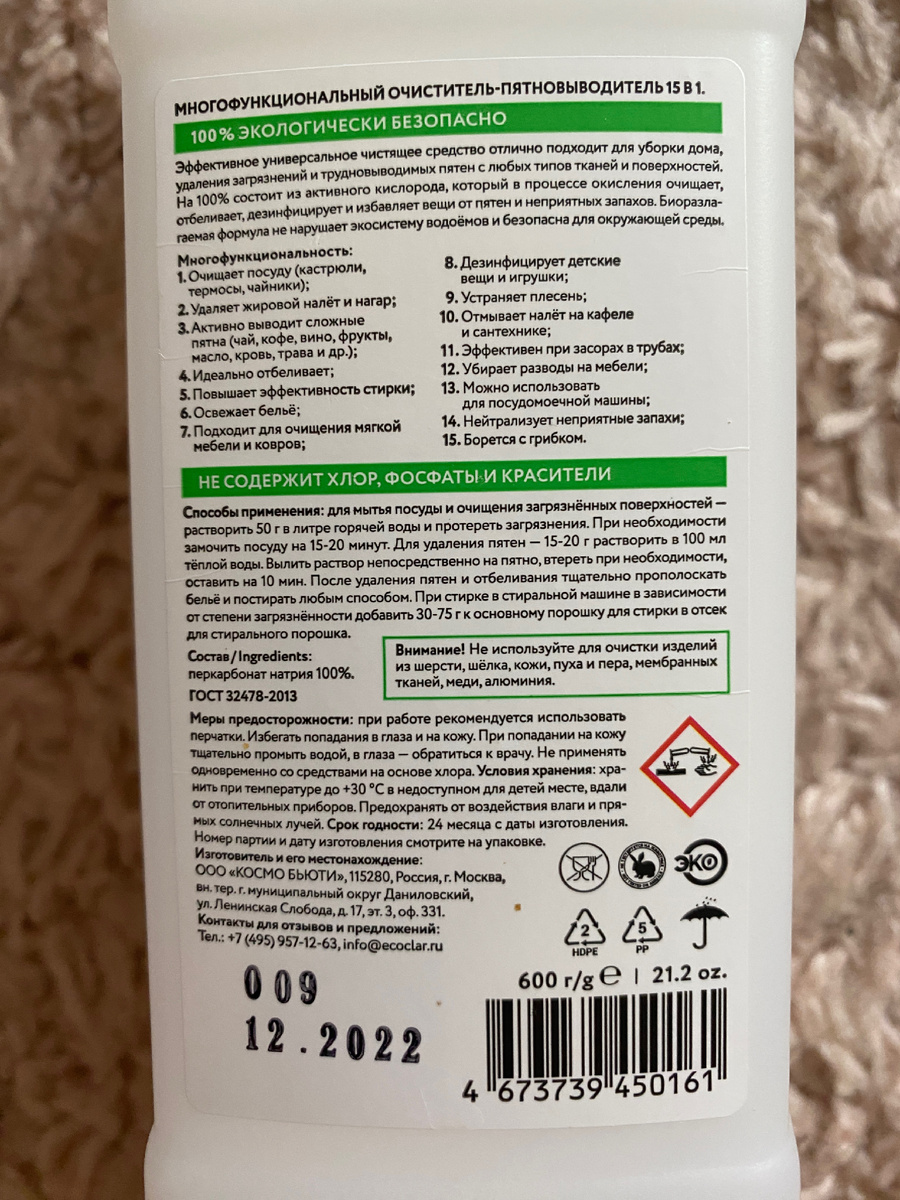 МНОГОФУНКЦИОНАЛЬНЫЙ ОЧИСТИТЕЛЬ-ПЯТНОВЫВОДИТЕЛЬ 15 В 1.
100% ЭКОЛОГИЧЕСКИ БЕЗОПАСНО
Эффективное универсальное чистящее средство отлично подходит для уборки дома,
удаления загрязнений и трудновыводимых пятен с любых типов тканей и поверхностей.
На 100% состоит из активного кислорода, который в процессе окисления очищает,
отбеливает, дезинфицирует и избавляет вещи от пятен и неприятных запахов. Биоразла-
гаемая формула не нарушает экосистему водоёмов и безопасна для окружающей среды.
Многофункциональность:
1. Очищает посуду (кастрюли,
термосы, чайники);
2. Удаляет жировой налёт и нагар;
3. Активно выводит сложные
пятна (чай, кофе, вино, фрукты,
масло, кровь, трава и др.);
4. Идеально отбеливает;
5. Повышает эффективность стирки;
6. Освежает бельё;
7. Подходит для очищения мягкой
мебели и ковров;
8. Дезинфицирует детские
вещи и игрушки;
9. Устраняет плесень;
10. Отмывает налёт на кафеле
и сантехнике;
11. Эффективен при засорах в трубах;
12. Убирает разводы на мебели;
13. Можно использовать
для посудомоечной машины;
14. Нейтрализует неприятные запахи;
15. Борется с грибком.
НЕ СОДЕРЖИТ ХЛОР, ФОСФАТЫ И КРАСИТЕЛИ
Способы применения: для мытья посуды и очищения загрязнённых поверхностей —
растворить 50 г в литре горячей воды и протереть загрязнения. При необходимости
замочить посуду на 15-20 минут. Для удаления пятен — 15-20 г растворить в 100 мл
тёплой воды. Вылить раствор непосредственно на пятно, втереть при необходимости,
оставить на 10 мин. После удаления пятен и отбеливания тщательно прополоскать
бельё и постирать любым способом. При стирке в стиральной машине в зависимости
от степени загрязнённости добавить 30-75 г к основному порошку для стирки в отсек
для стирального порошка.
Состав/Ingredients:
перкарбонат натрия 100%.
ГОСТ 32478-2013
Внимание! Не используйте для очистки изделий
из шерсти, шёлка, кожи, пуха и пера, мембранных
тканей, меди, алюминия.
Меры предосторожности: при работе рекомендуется использовать
перчатки. Избегать попадания в глаза и на кожу. При попадании на кожу
тщательно промыть водой, в глаза — обратиться к врачу. Не применять
одновременно со средствами на основе хлора. Условия хранения: хра-
нить при температуре до +30 °C в недоступном для детей месте, вдали
от отопительных приборов. Предохранять от воздействия влаги и пря-
мых солнечных лучей. Срок годности: 24 месяца с даты изготовления.
Номер партии и дату изготовления смотрите на упаковке.
Изготовитель и его местонахождение:
ООО «КОСМО БЬЮТИ», 115280, Россия, г. Москва,
вн. тер. г. муниципальный округ Даниловский,
ул. Ленинская Слобода, д. 17, эт. 3, оф. 331.
Контакты для отзывов и предложений:
Тел.: +7 (495) 957-12-63, info@ecoclar.ru
ЭКО
2
HDPE
5
PP
600 г/g ℮ | 21.2 oz.
009
12.2022
4 673739 450161